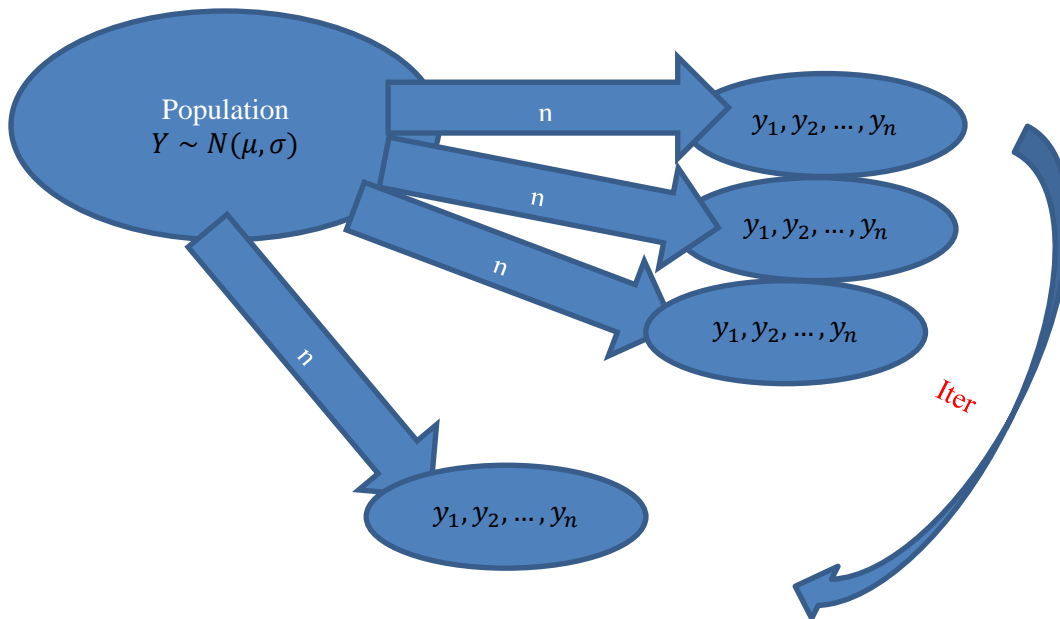 Population
𝑌 ~ 𝑁(𝜇, 𝜎)
n
𝑦₁, 𝑦₂, … , 𝑦ₙ
n
𝑦₁, 𝑦₂, … , 𝑦ₙ
n
𝑦₁, 𝑦₂, … , 𝑦ₙ
n
Iter
𝑦₁, 𝑦₂, … , 𝑦ₙ